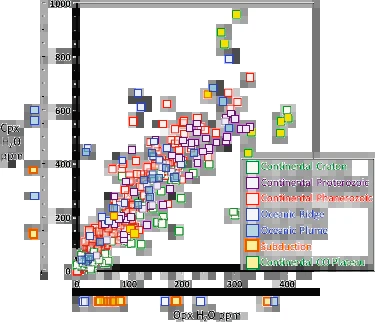 1000
800
600
400
200
0
Cpx
H2O
ppm
Continental Craton
Continental Proterozoic
Continental Phanerozoic
Oceanic Ridge
Oceanic Plume
Subduction
Continental CO Plateau
0 100 200 300 400
Opx H2O ppm